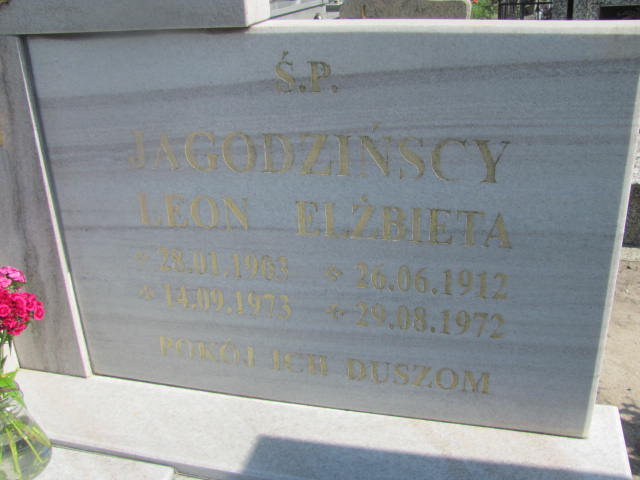 Ś.P.
JAGODZIŃSCY
LEON ELŻBIETA
* 28.01.1903 * 26.06.1912
* 14.09.1973 * 29.08.1972
POKÓJ ICH DUSZOM